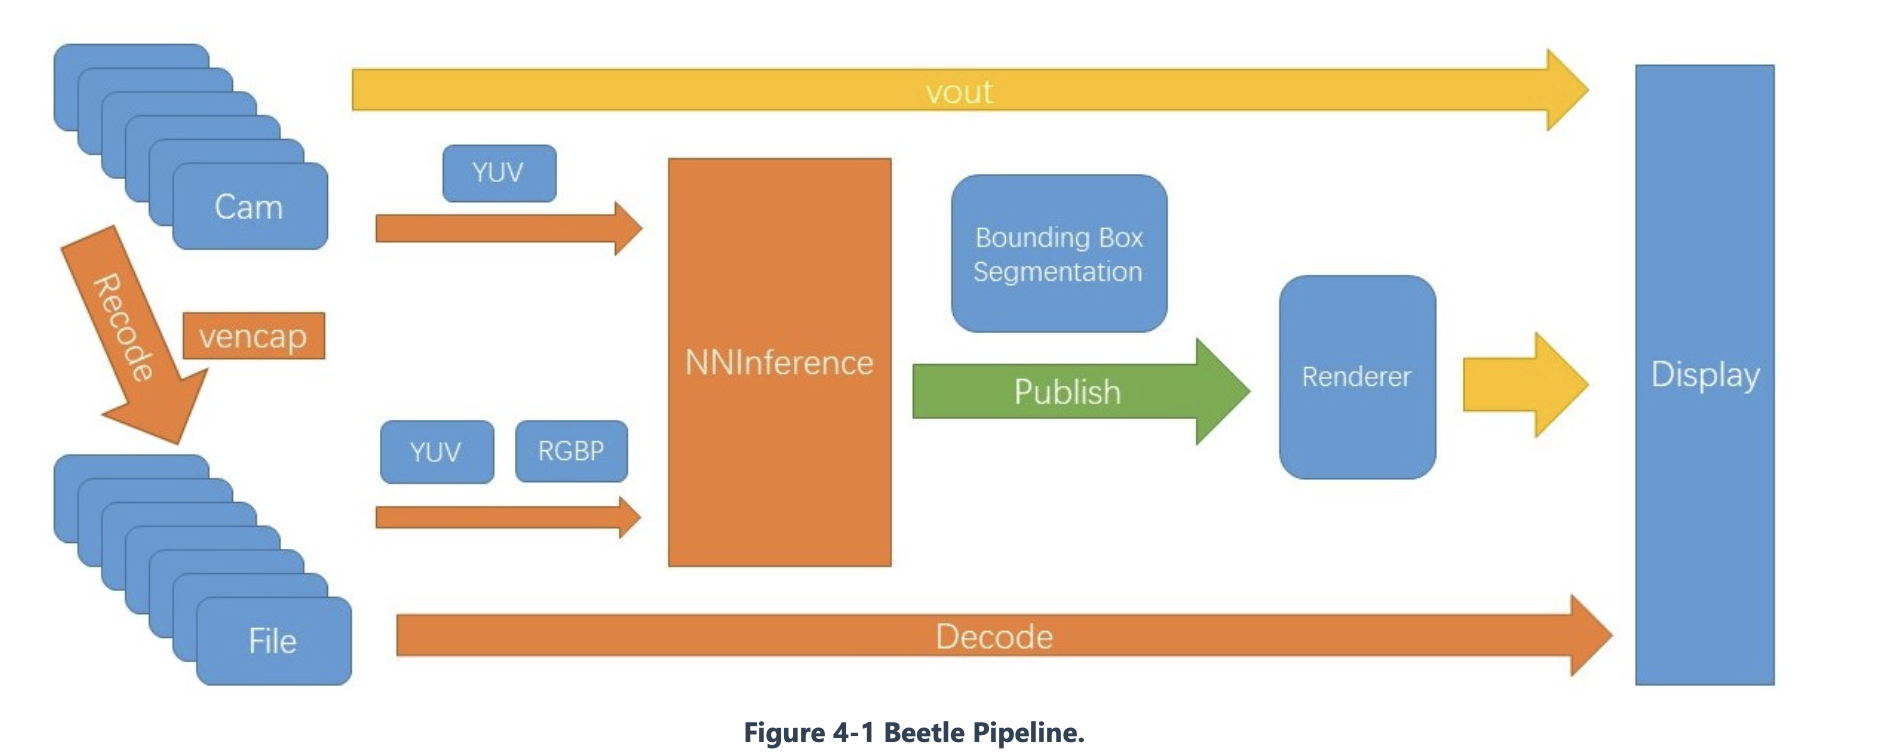 vout
YUV
Cam
Bounding Box
Segmentation
Recode
vencap
NNInference
Publish
Renderer
Display
YUV
RGBP
File
Decode
Figure 4-1 Beetle Pipeline.